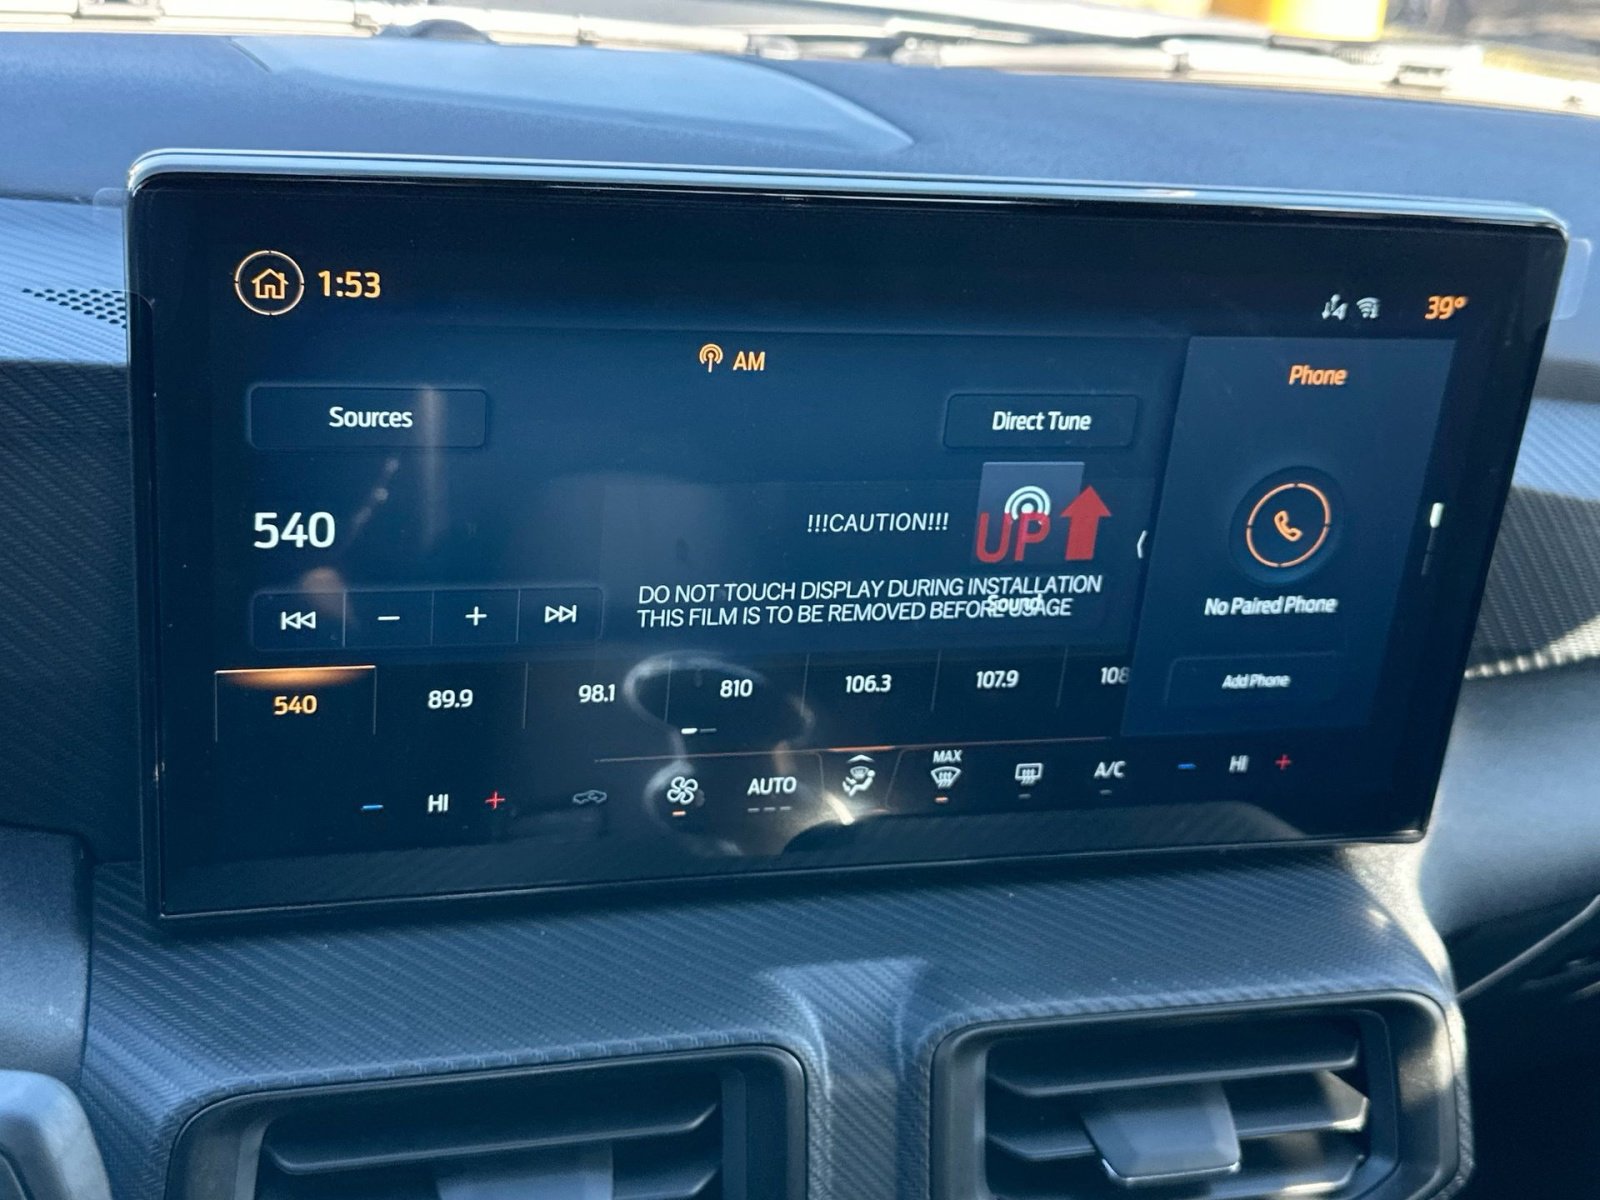 1:53
39°
AM
Phone
Sources
Direct Tune
540
!!!CAUTION!!!
UP
DO NOT TOUCH DISPLAY DURING INSTALLATION
THIS FILM IS TO BE REMOVED BEFORE USAGE
Sound
No Paired Phone
Add Phone
540 89.9 98.1 810 106.3 107.9 108
HI AUTO MAX A/C HI